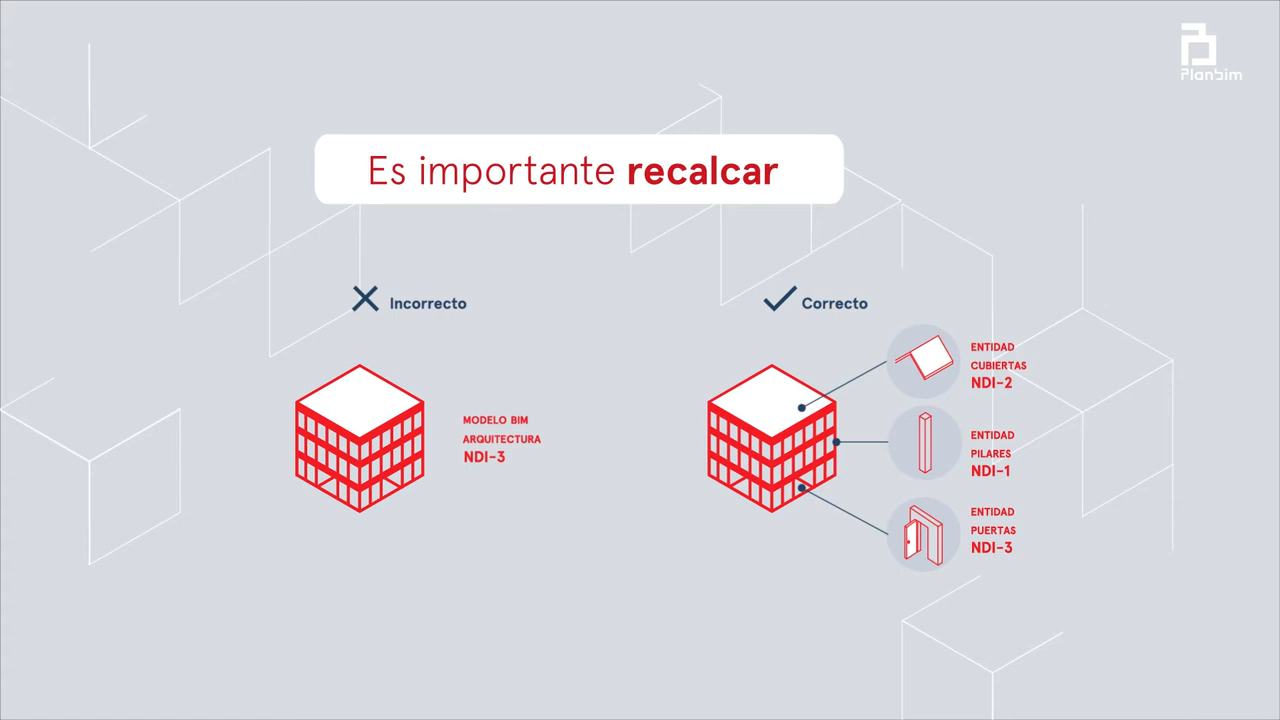 Planbim
Es importante recalcar
Incorrecto
MODELO BIM
ARQUITECTURA
NDI-3
Correcto
ENTIDAD
CUBIERTAS
NDI-2
ENTIDAD
PILARES
NDI-1
ENTIDAD
PUERTAS
NDI-3